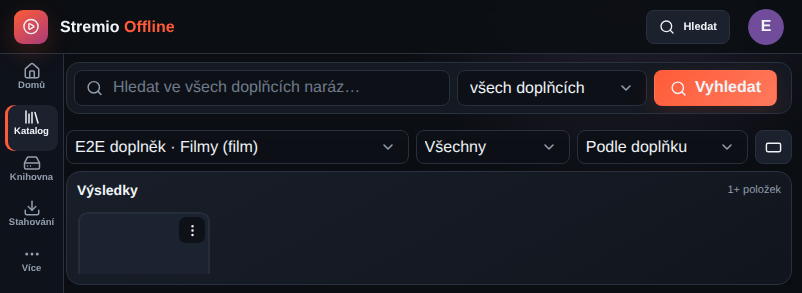 Stremio Offline
Hledat
E
Domů
Katalog
Knihovna
Stahování
Více
Hledat ve všech doplňcích naráz…
všech doplňcích
Vyhledat
E2E doplněk · Filmy (film)
Všechny
Podle doplňku
Výsledky
1+ položek